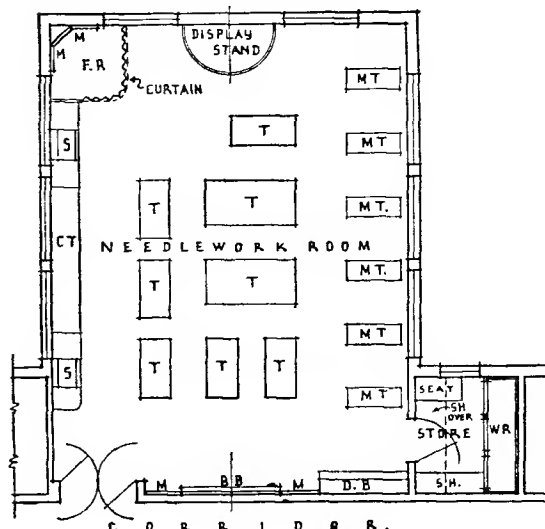 M
M
F.R
DISPLAY
STAND
CURTAIN
MT
T
MT
S
T
T
MT.
CT
NEEDLEWORK ROOM
T
T
MT.
MT
S
T
T
T
MT
SEAT
SH
OVER
STORE
WR
M
BB
M
D.B
S.H.
CORRIDOR.